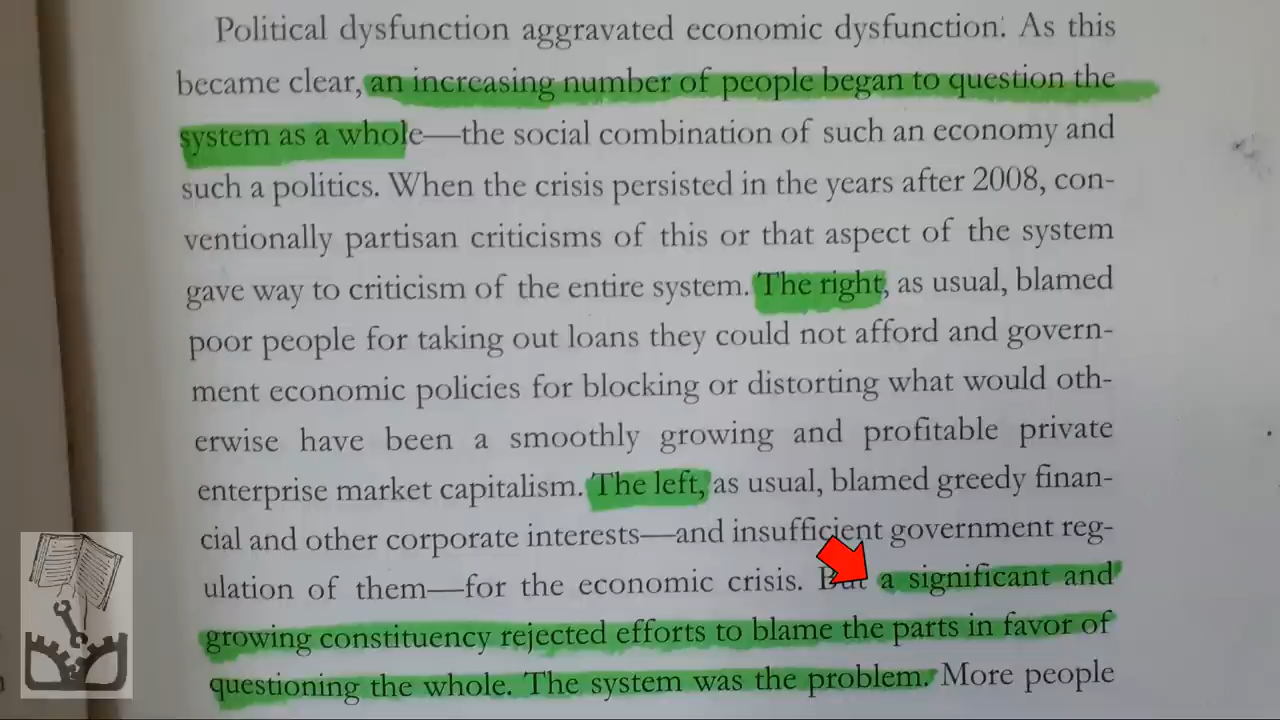 Political dysfunction aggravated economic dysfunction. As this
became clear, an increasing number of people began to question the
system as a whole—the social combination of such an economy and
such a politics. When the crisis persisted in the years after 2008, con-
ventionally partisan criticisms of this or that aspect of the system
gave way to criticism of the entire system. The right, as usual, blamed
poor people for taking out loans they could not afford and govern-
ment economic policies for blocking or distorting what would oth-
erwise have been a smoothly growing and profitable private
enterprise market capitalism. The left, as usual, blamed greedy finan-
cial and other corporate interests—and insufficient government reg-
ulation of them—for the economic crisis. But a significant and
growing constituency rejected efforts to blame the parts in favor of
questioning the whole. The system was the problem. More people